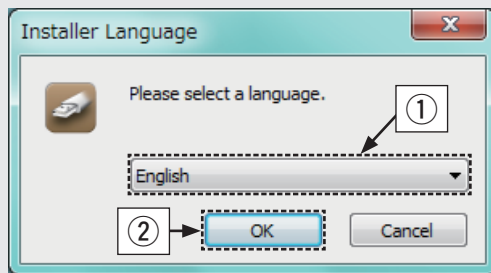 Installer Language
x
Please select a language.
①
English
②
OK
Cancel